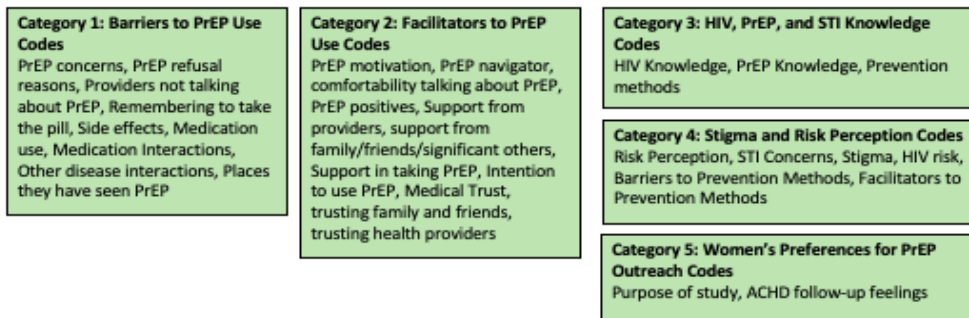 Category 1: Barriers to PrEP Use
Codes
PrEP concerns, PrEP refusal
reasons, Providers not talking
about PrEP, Remembering to take
the pill, Side effects, Medication
use, Medication Interactions,
Other disease interactions, Places
they have seen PrEP
Category 2: Facilitators to PrEP
Use Codes
PrEP motivation, PrEP navigator,
comfortability talking about PrEP,
PrEP positives, Support from
providers, support from
family/friends/significant others,
Support in taking PrEP, Intention
to use PrEP, Medical Trust,
trusting family and friends,
trusting health providers
Category 3: HIV, PrEP, and STI Knowledge
Codes
HIV Knowledge, PrEP Knowledge, Prevention
methods
Category 4: Stigma and Risk Perception Codes
Risk Perception, STI Concerns, Stigma, HIV risk,
Barriers to Prevention Methods, Facilitators to
Prevention Methods
Category 5: Women's Preferences for PrEP
Outreach Codes
Purpose of study, ACHD follow-up feelings